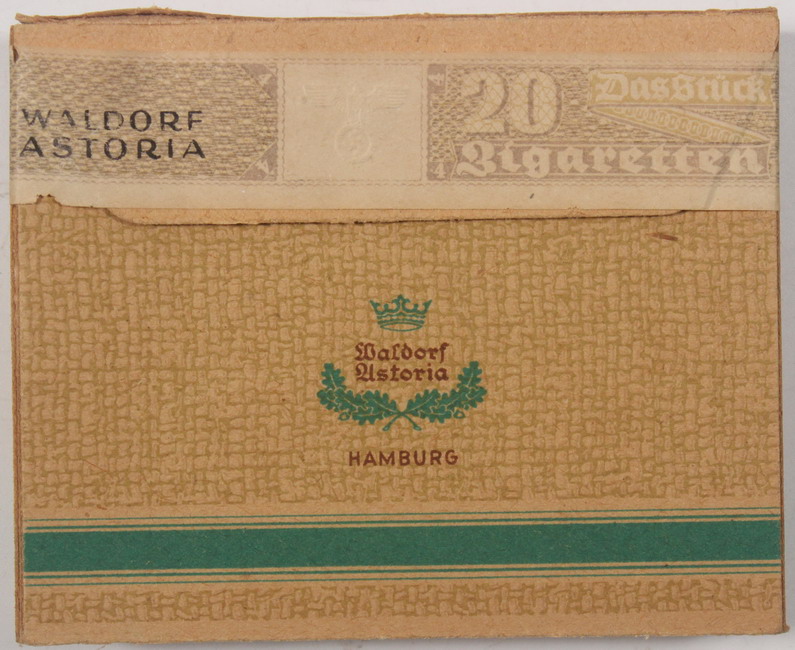 WALDORF
ASTORIA
20
Das Stück
Zigaretten
Waldorf
Astoria
HAMBURG